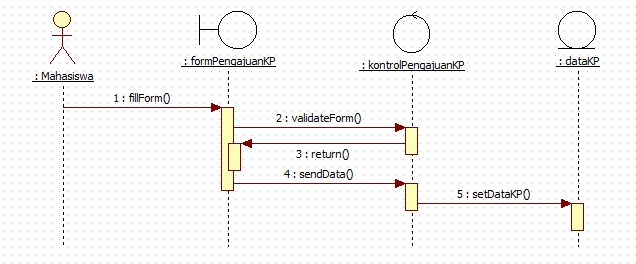 : Mahasiswa
: formPengajuanKP
: kontrolPengajuanKP
: dataKP
1 : fillForm()
2 : validateForm()
3 : return()
4 : sendData()
5 : setDataKP()